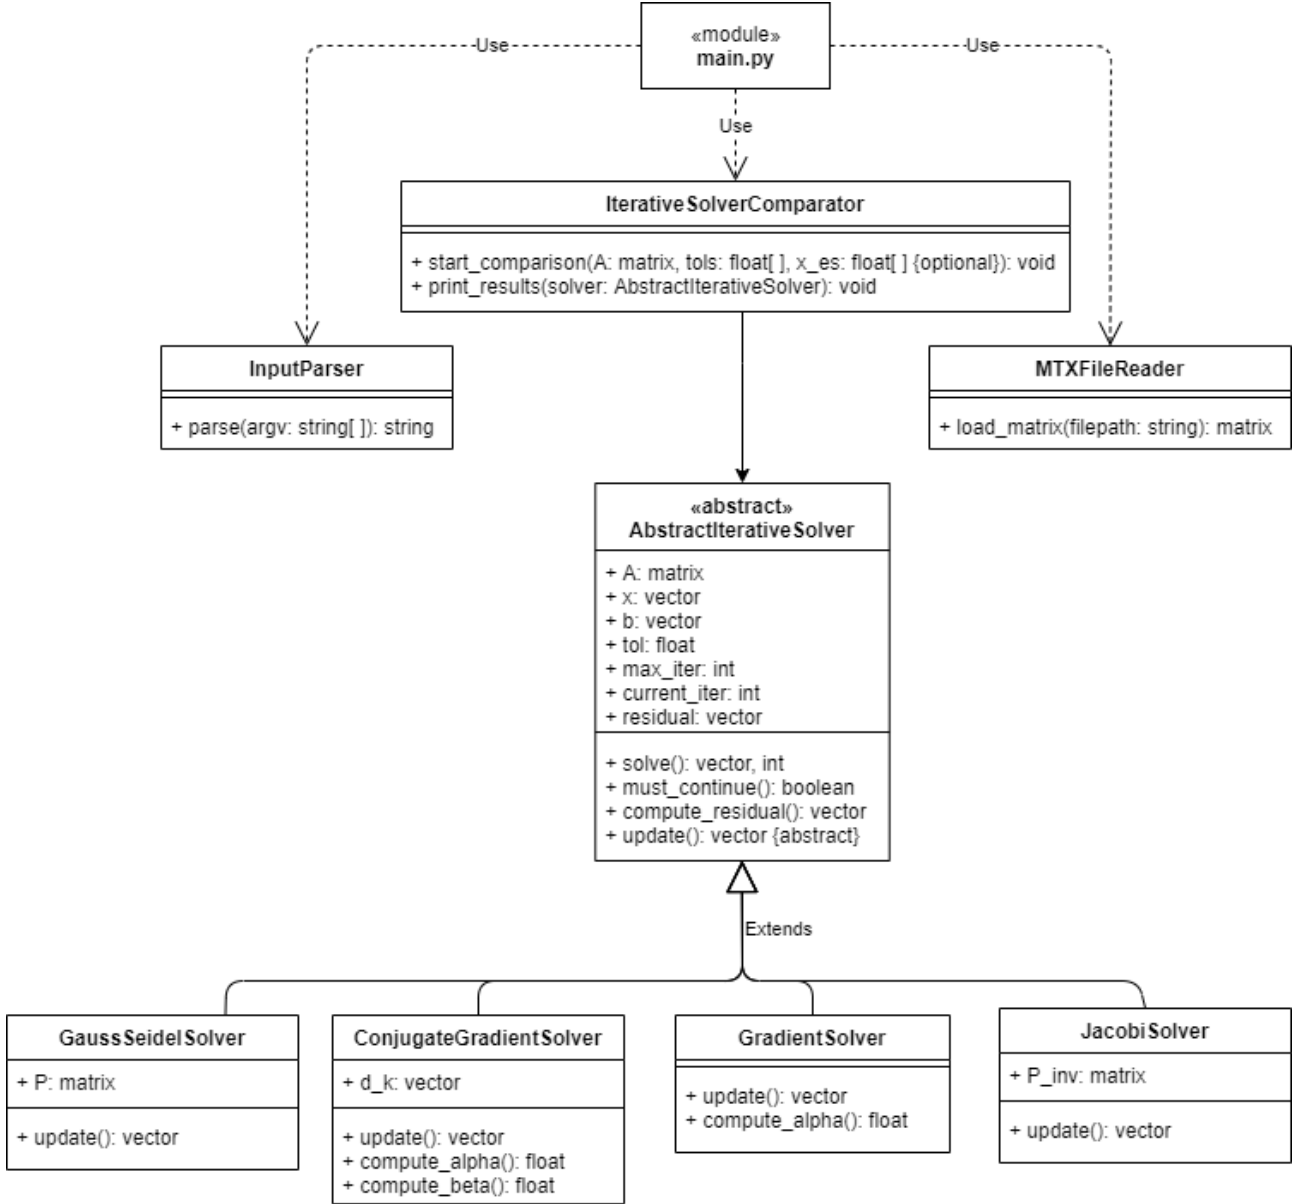 «module»
main.py
Use
Use
Use
IterativeSolverComparator
+ start_comparison(A: matrix, tols: float[ ], x_es: float[ ] {optional}): void
+ print_results(solver: AbstractIterativeSolver): void
InputParser
+ parse(argv: string[ ]): string
MTXFileReader
+ load_matrix(filepath: string): matrix
«abstract»
AbstractIterativeSolver
+ A: matrix
+ x: vector
+ b: vector
+ tol: float
+ max_iter: int
+ current_iter: int
+ residual: vector
+ solve(): vector, int
+ must_continue(): boolean
+ compute_residual(): vector
+ update(): vector {abstract}
Extends
GaussSeidelSolver
+ P: matrix
+ update(): vector
ConjugateGradientSolver
+ d_k: vector
+ update(): vector
+ compute_alpha(): float
+ compute_beta(): float
GradientSolver
+ update(): vector
+ compute_alpha(): float
JacobiSolver
+ P_inv: matrix
+ update(): vector